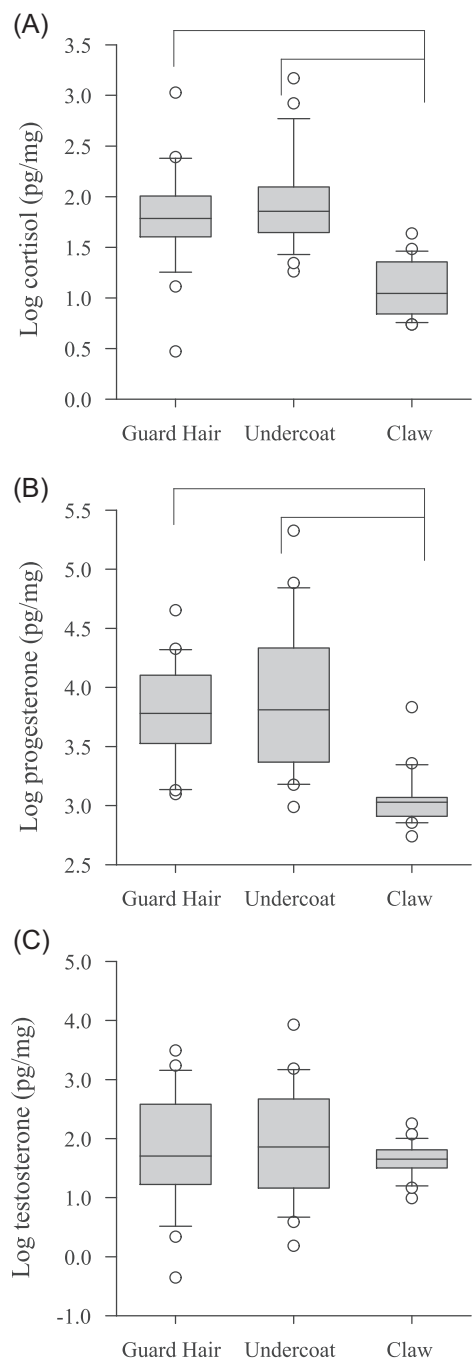 (A)
Log cortisol (pg/mg)
3.5
3.0
2.5
2.0
1.5
1.0
0.5
0.0
Guard Hair Undercoat Claw
(B)
Log progesterone (pg/mg)
5.5
5.0
4.5
4.0
3.5
3.0
2.5
Guard Hair Undercoat Claw
(C)
Log testosterone (pg/mg)
5.0
4.0
3.0
2.0
1.0
0.0
-1.0
Guard Hair Undercoat Claw